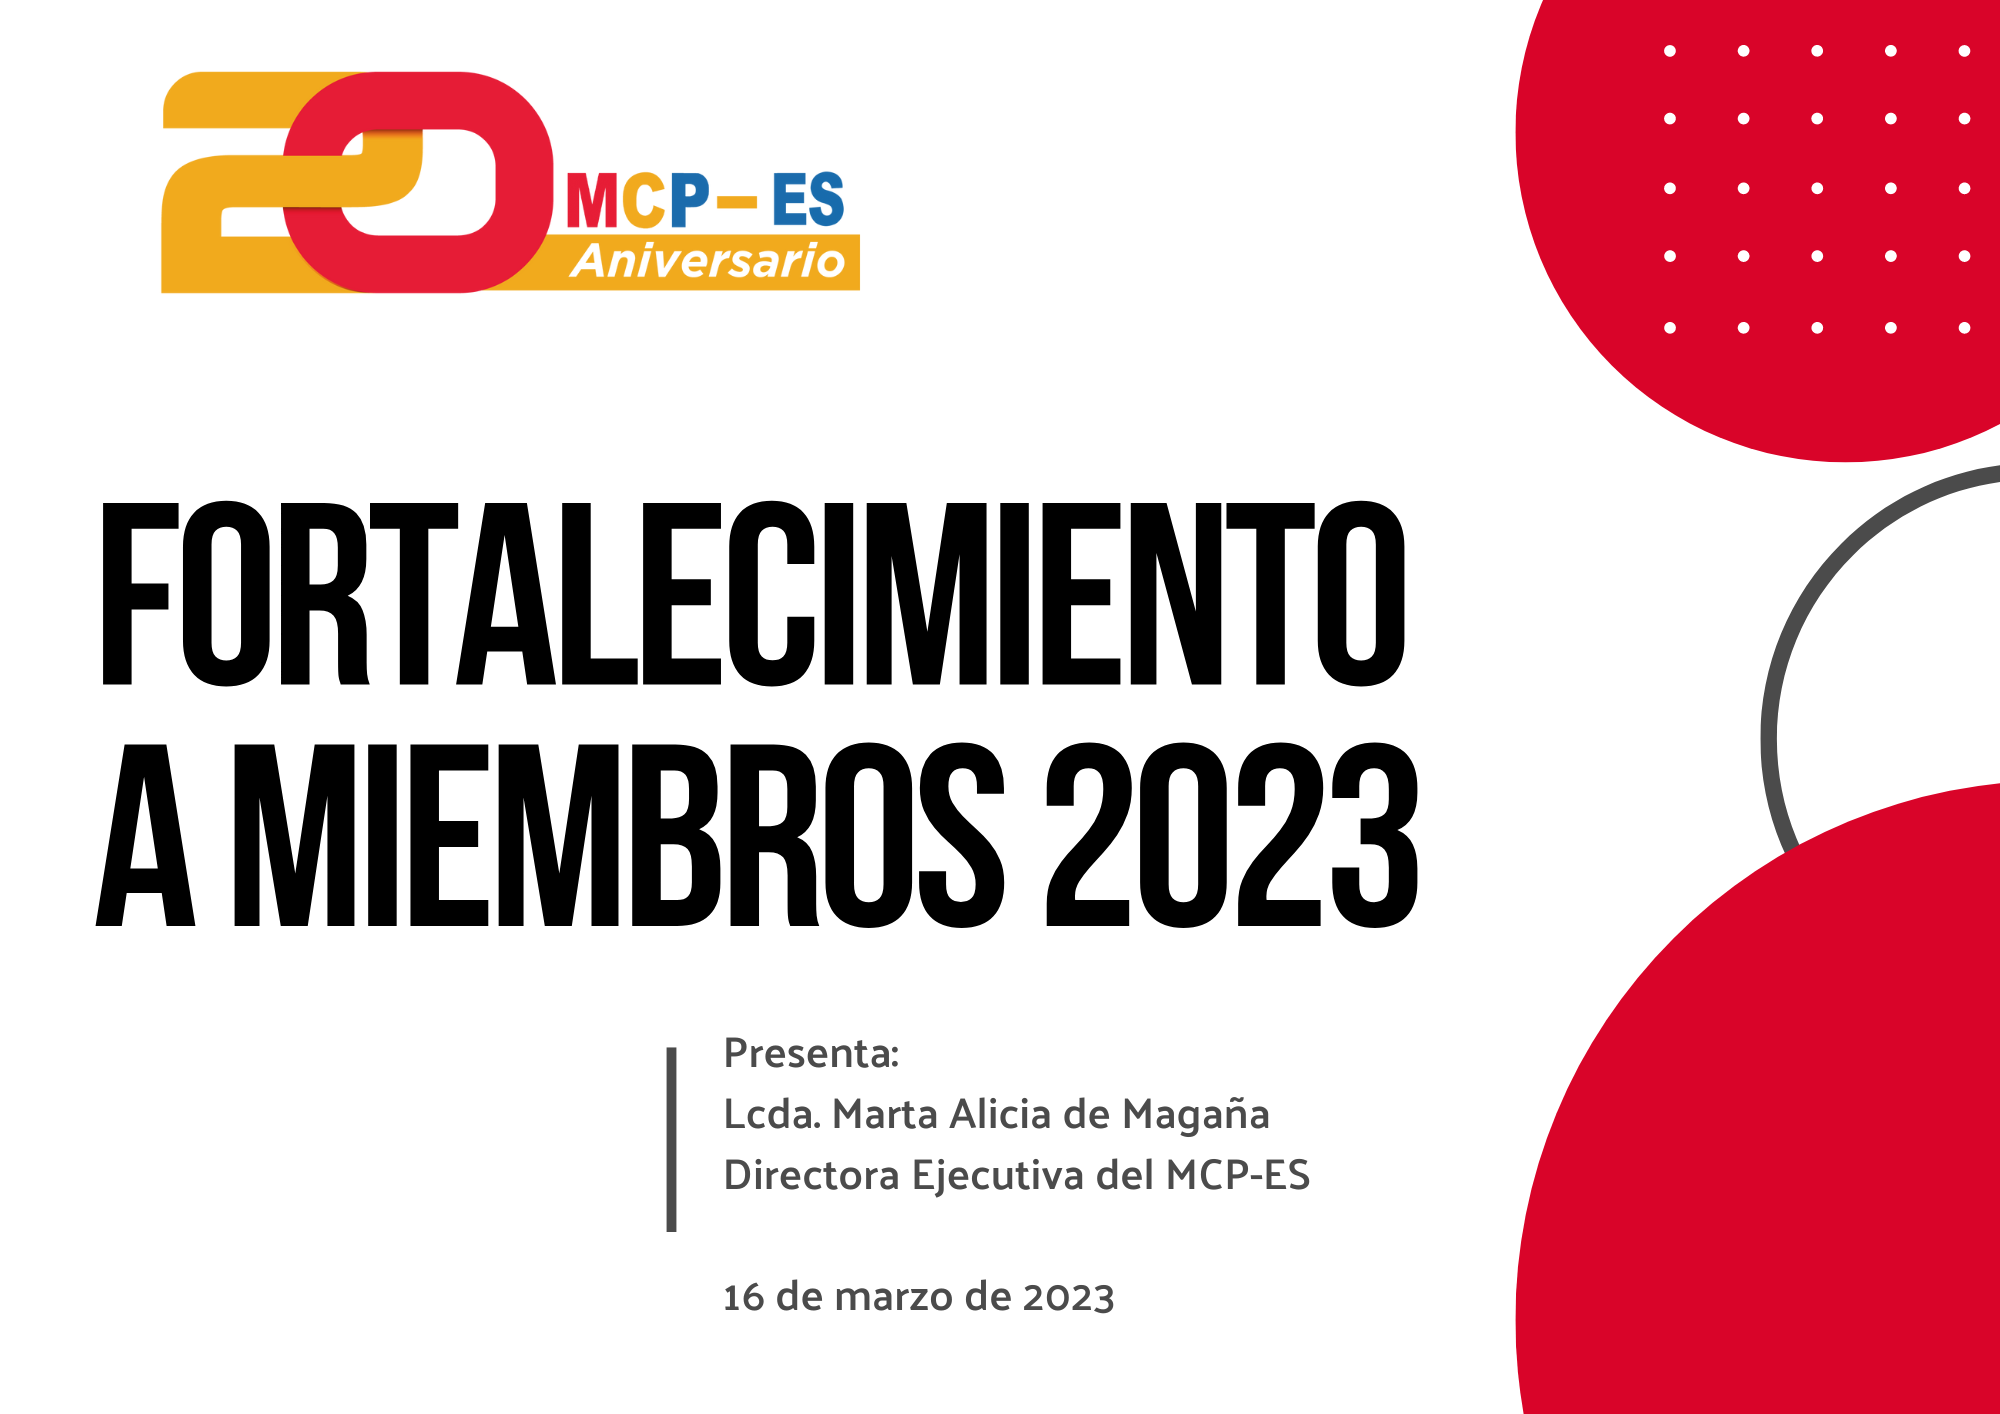 20
MCP-ES
Aniversario
FORTALECIMIENTO
A MIEMBROS 2023
Presenta:
Lcda. Marta Alicia de Magaña
Directora Ejecutiva del MCP-ES
16 de marzo de 2023